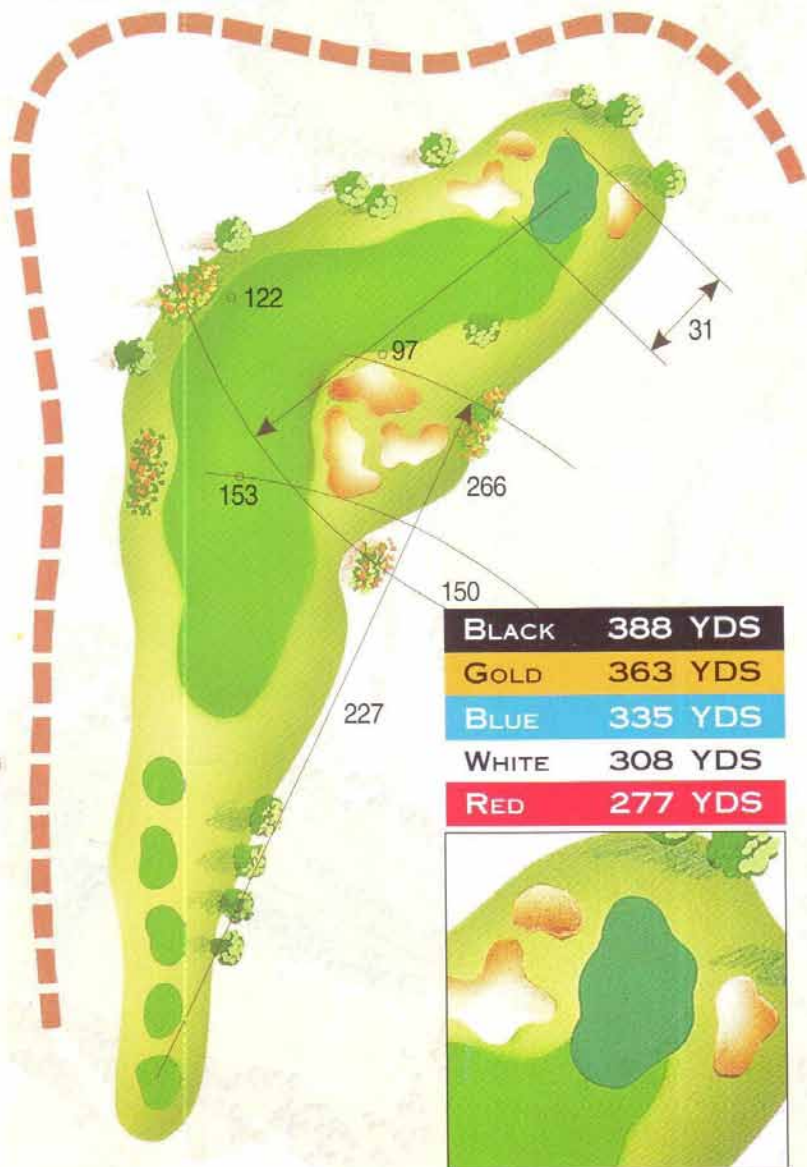 122
31
97
153
266
150
227
BLACK 388 YDS
GOLD 363 YDS
BLUE 335 YDS
WHITE 308 YDS
RED 277 YDS